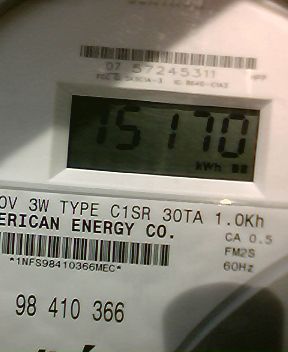 07 57245311
15170
kWh
0V 3W TYPE C1SR 30TA 1.0Kh
ERICAN ENERGY CO.
CA 0.5
*1NFS98410366MEC*
FM2S
60Hz
98 410 366